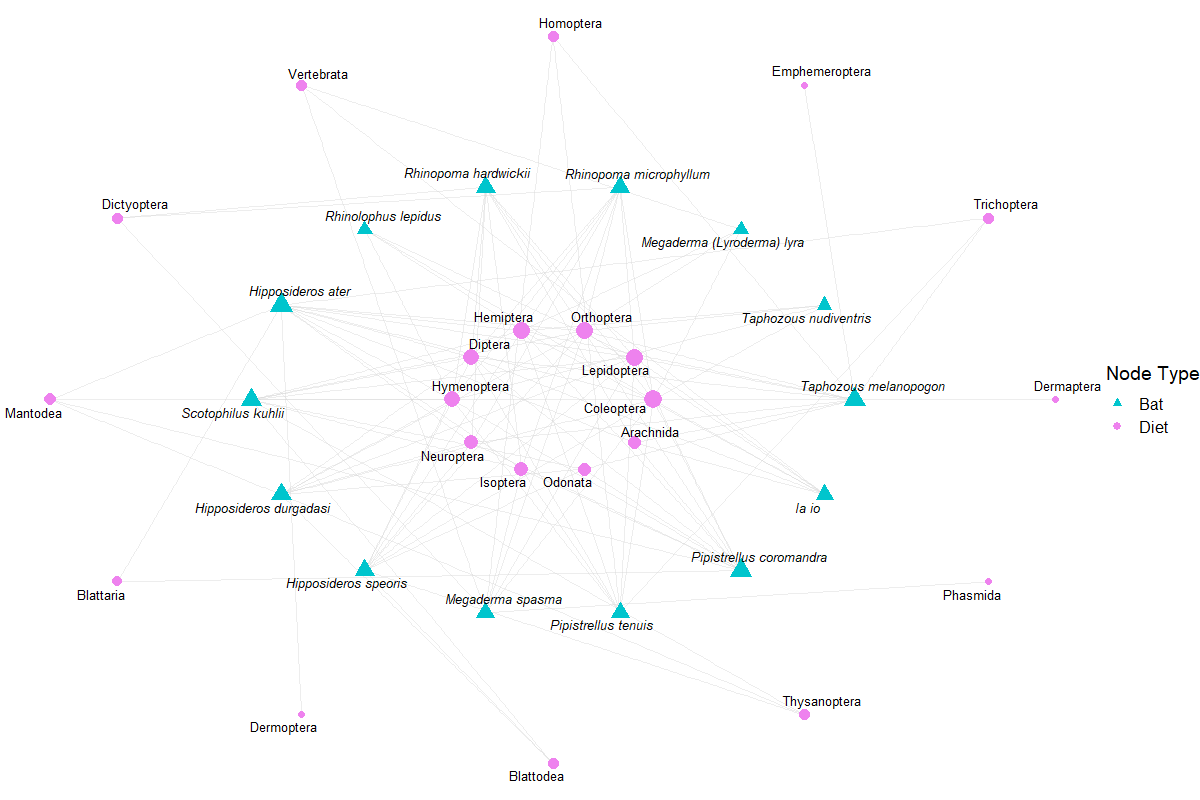 Homoptera
Vertebrata
Emphemeroptera
Rhinopoma hardwickii
Rhinopoma microphyllum
Dictyoptera
Trichoptera
Rhinolophus lepidus
Megaderma (Lyroderma) lyra
Hipposideros ater
Hemiptera
Orthoptera
Taphozous nudiventris
Diptera
Lepidoptera
Node Type
Hymenoptera
Taphozous melanopogon
Dermaptera
Bat
Mantodea
Scotophilus kuhlii
Coleoptera
Diet
Arachnida
Neuroptera
Isoptera
Odonata
Hipposideros durgadasi
Ia io
Pipistrellus coromandra
Hipposideros speoris
Blattaria
Megaderma spasma
Phasmida
Pipistrellus tenuis
Thysanoptera
Dermoptera
Blattodea